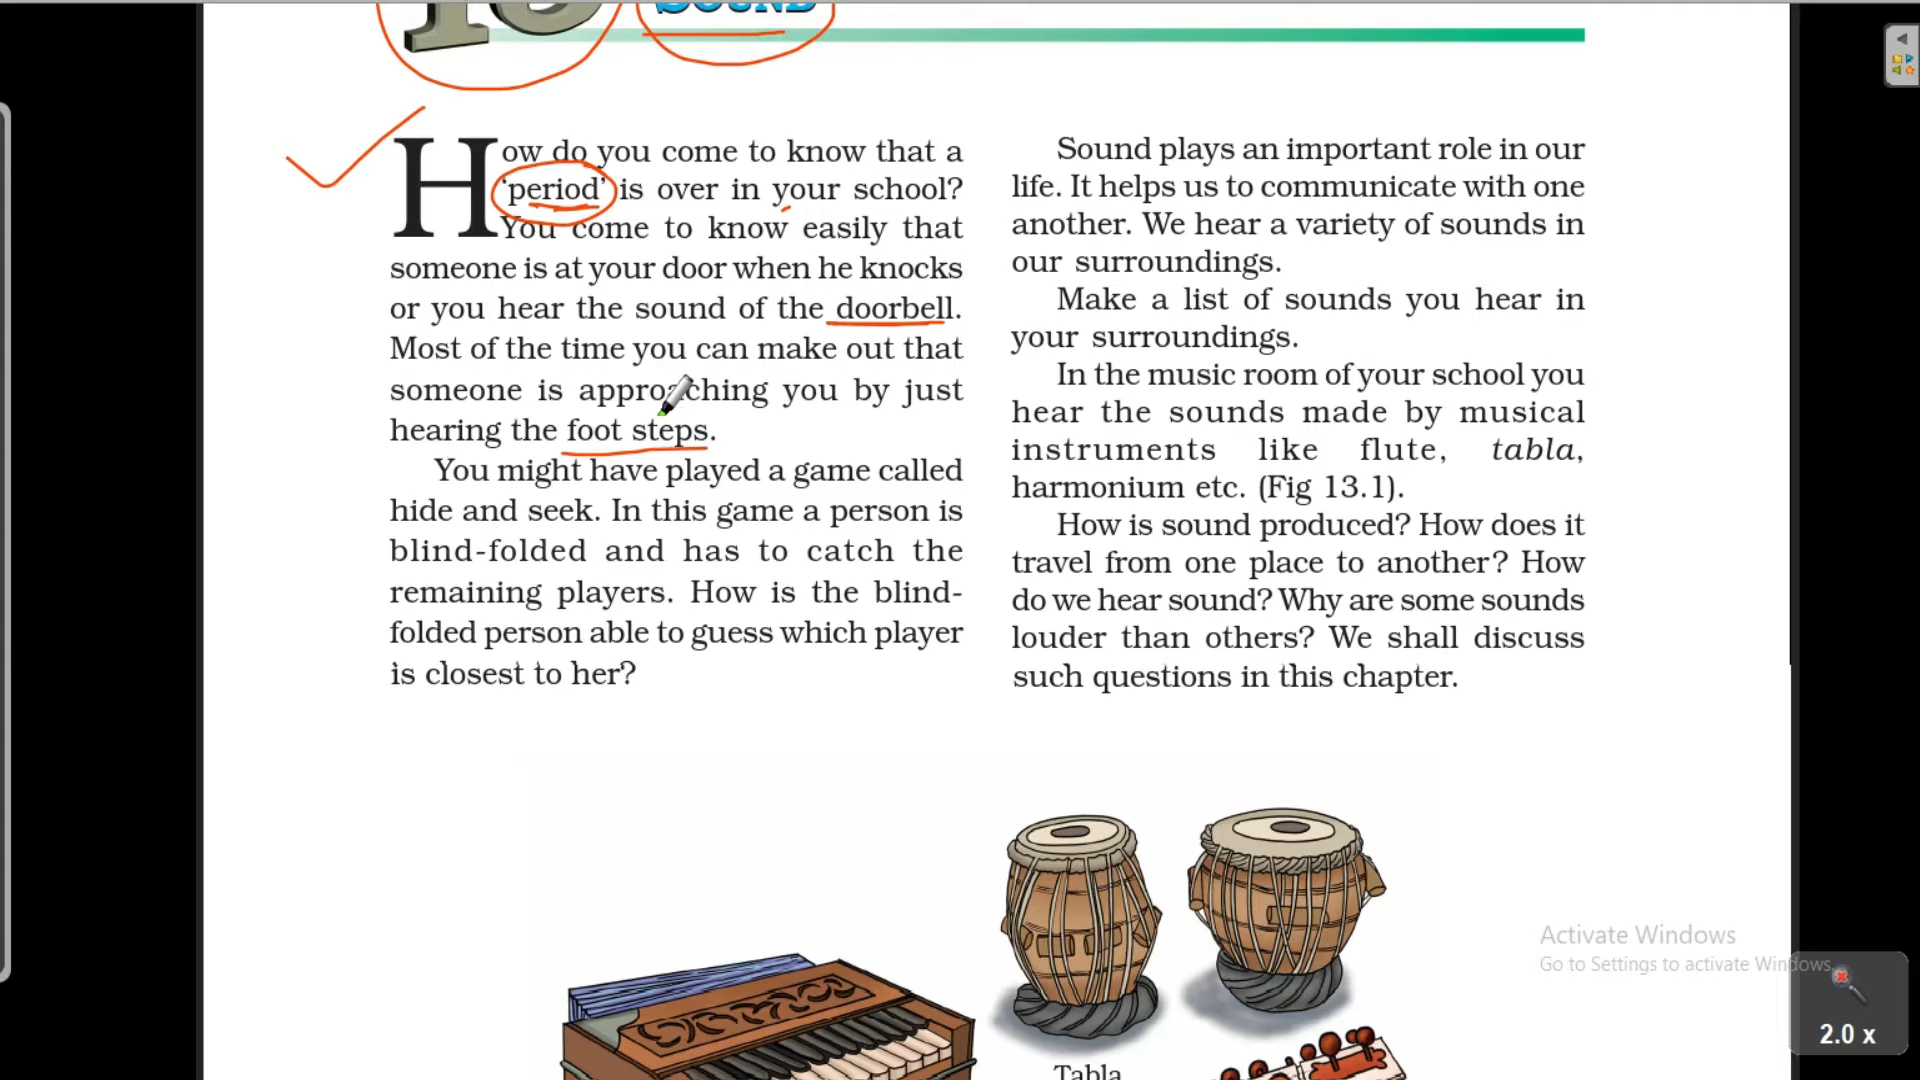 SOUND
How do you come to know that a
'period' is over in your school?
You come to know easily that
someone is at your door when he knocks
or you hear the sound of the doorbell.
Most of the time you can make out that
someone is approaching you by just
hearing the foot steps.
You might have played a game called
hide and seek. In this game a person is
blind-folded and has to catch the
remaining players. How is the blind-
folded person able to guess which player
is closest to her?
Sound plays an important role in our
life. It helps us to communicate with one
another. We hear a variety of sounds in
our surroundings.
Make a list of sounds you hear in
your surroundings.
In the music room of your school you
hear the sounds made by musical
instruments like flute, tabla,
harmonium etc. (Fig 13.1).
How is sound produced? How does it
travel from one place to another? How
do we hear sound? Why are some sounds
louder than others? We shall discuss
such questions in this chapter.
Tabla
Activate Windows
Go to Settings to activate Windows.
2.0 x